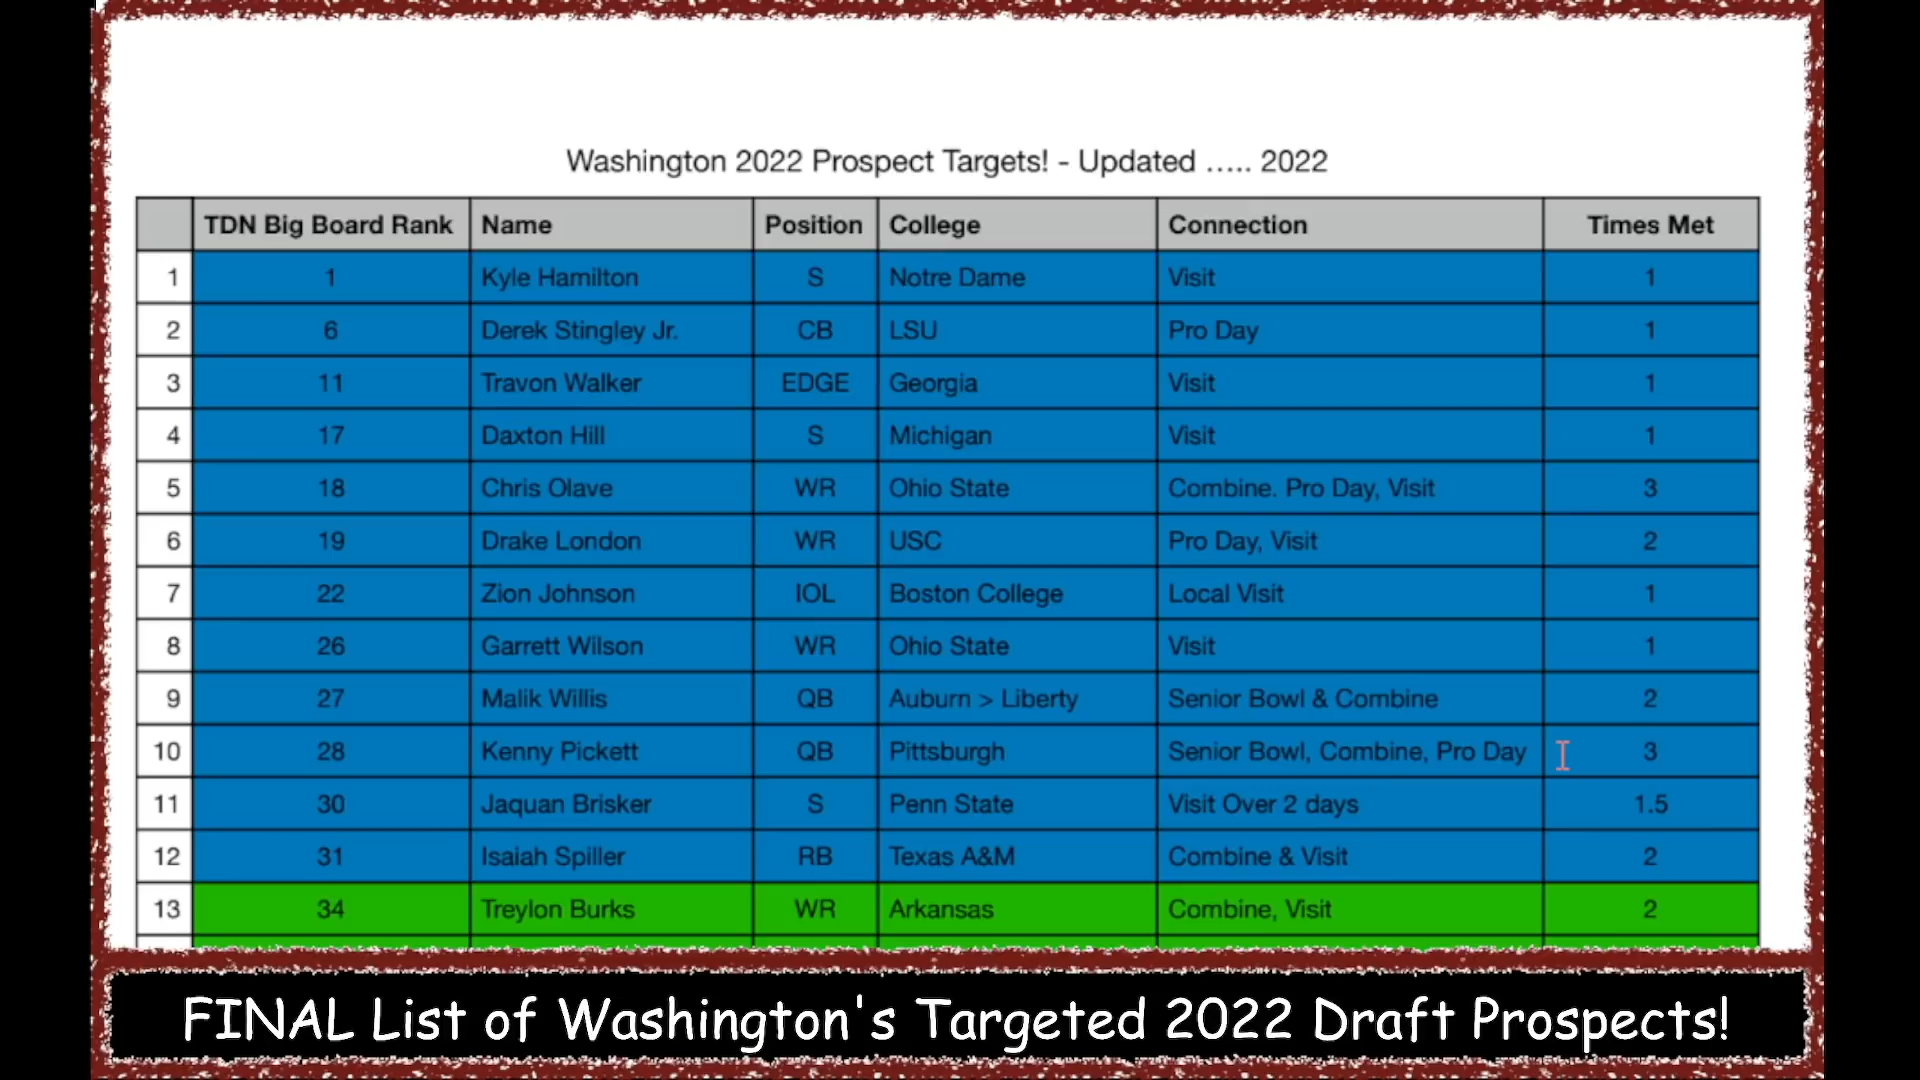 Washington 2022 Prospect Targets! - Updated ..... 2022
TDN Big Board Rank Name Position College Connection Times Met
1 1 Kyle Hamilton S Notre Dame Visit 1
2 6 Derek Stingley Jr. CB LSU Pro Day 1
3 11 Travon Walker EDGE Georgia Visit 1
4 17 Daxton Hill S Michigan Visit 1
5 18 Chris Olave WR Ohio State Combine. Pro Day, Visit 3
6 19 Drake London WR USC Pro Day, Visit 2
7 22 Zion Johnson IOL Boston College Local Visit 1
8 26 Garrett Wilson WR Ohio State Visit 1
9 27 Malik Willis QB Auburn > Liberty Senior Bowl & Combine 2
10 28 Kenny Pickett QB Pittsburgh Senior Bowl, Combine, Pro Day 3
11 30 Jaquan Brisker S Penn State Visit Over 2 days 1.5
12 31 Isaiah Spiller RB Texas A&M Combine & Visit 2
13 34 Treylon Burks WR Arkansas Combine, Visit 2
FINAL List of Washington's Targeted 2022 Draft Prospects!